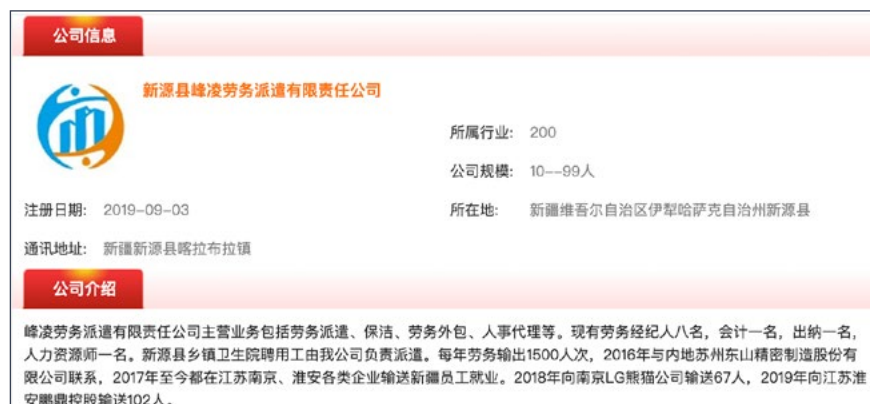 公司信息
新源县峰凌劳务派遣有限责任公司
所属行业: 200
公司规模: 10--99人
注册日期: 2019-09-03 所在地: 新疆维吾尔自治区伊犁哈萨克自治州新源县
通讯地址: 新疆新源县喀拉布拉镇
公司介绍
峰凌劳务派遣有限责任公司主营业务包括劳务派遣、保洁、劳务外包、人事代理等。现有劳务经纪人八名，会计一名，出纳一名，
人力资源师一名。新源县乡镇卫生院聘用工由我公司负责派遣。每年劳务输出1500人次，2016年与内地苏州东山精密制造股份有
限公司联系，2017年至今都在江苏南京、淮安各类企业输送新疆员工就业。2018年向南京LG熊猫公司输送67人，2019年向江苏淮
安鹏鼎控股输送102人。